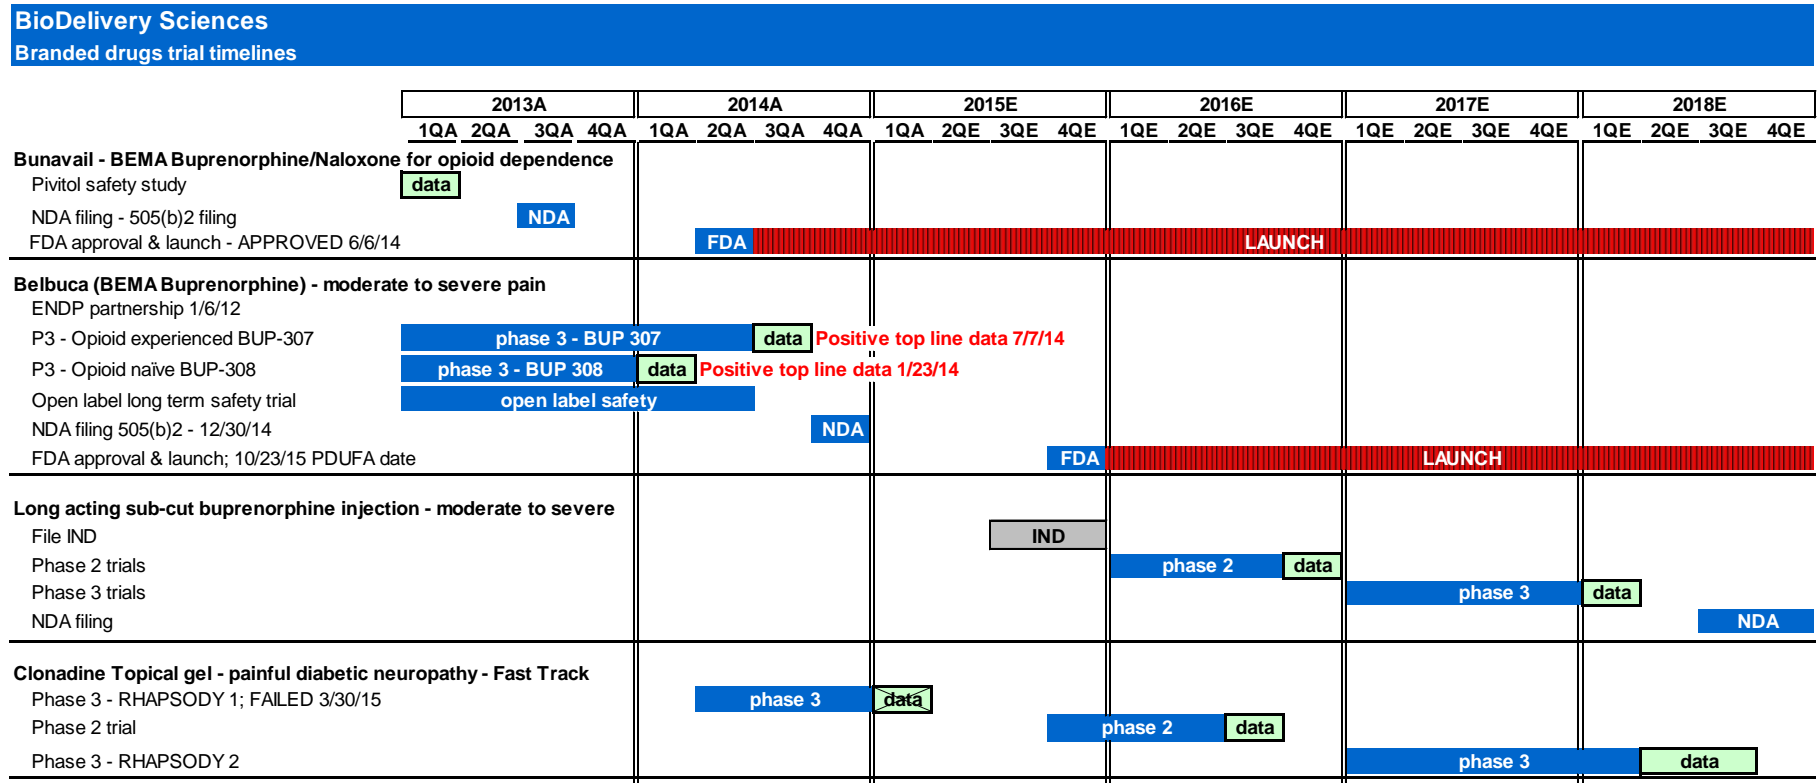 BioDelivery Sciences
Branded drugs trial timelines
2013A 2014A 2015E 2016E 2017E 2018E
1QA 2QA 3QA 4QA 1QA 2QA 3QA 4QA 1QA 2QE 3QE 4QE 1QE 2QE 3QE 4QE 1QE 2QE 3QE 4QE 1QE 2QE 3QE 4QE
Bunavail - BEMA Buprenorphine/Naloxone for opioid dependence
Pivitol safety study data
NDA filing - 505(b)2 filing NDA
FDA approval & launch - APPROVED 6/6/14 FDA LAUNCH
Belbuca (BEMA Buprenorphine) - moderate to severe pain
ENDP partnership 1/6/12
P3 - Opioid experienced BUP-307 phase 3 - BUP 307 data Positive top line data 7/7/14
P3 - Opioid naïve BUP-308 phase 3 - BUP 308 data Positive top line data 1/23/14
Open label long term safety trial open label safety
NDA filing 505(b)2 - 12/30/14 NDA
FDA approval & launch; 10/23/15 PDUFA date FDA LAUNCH
Long acting sub-cut buprenorphine injection - moderate to severe
File IND IND
Phase 2 trials phase 2 data
Phase 3 trials phase 3 data
NDA filing NDA
Clonadine Topical gel - painful diabetic neuropathy - Fast Track
Phase 3 - RHAPSODY 1; FAILED 3/30/15 phase 3 data
Phase 2 trial phase 2 data
Phase 3 - RHAPSODY 2 phase 3 data